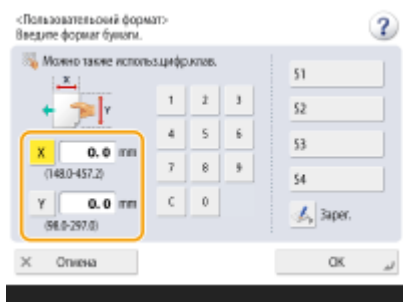 <Пользовательский формат>
Введите формат бумаги.
?
Можно также использ.цифр.клав.
X
Y
X 0.0 mm
(148.0-457.2)
Y 0.0 mm
(98.0-297.0)
1 2 3
4 5 6
7 8 9
C 0
S1
S2
S3
S4
Зарег.
× Отмена
OK